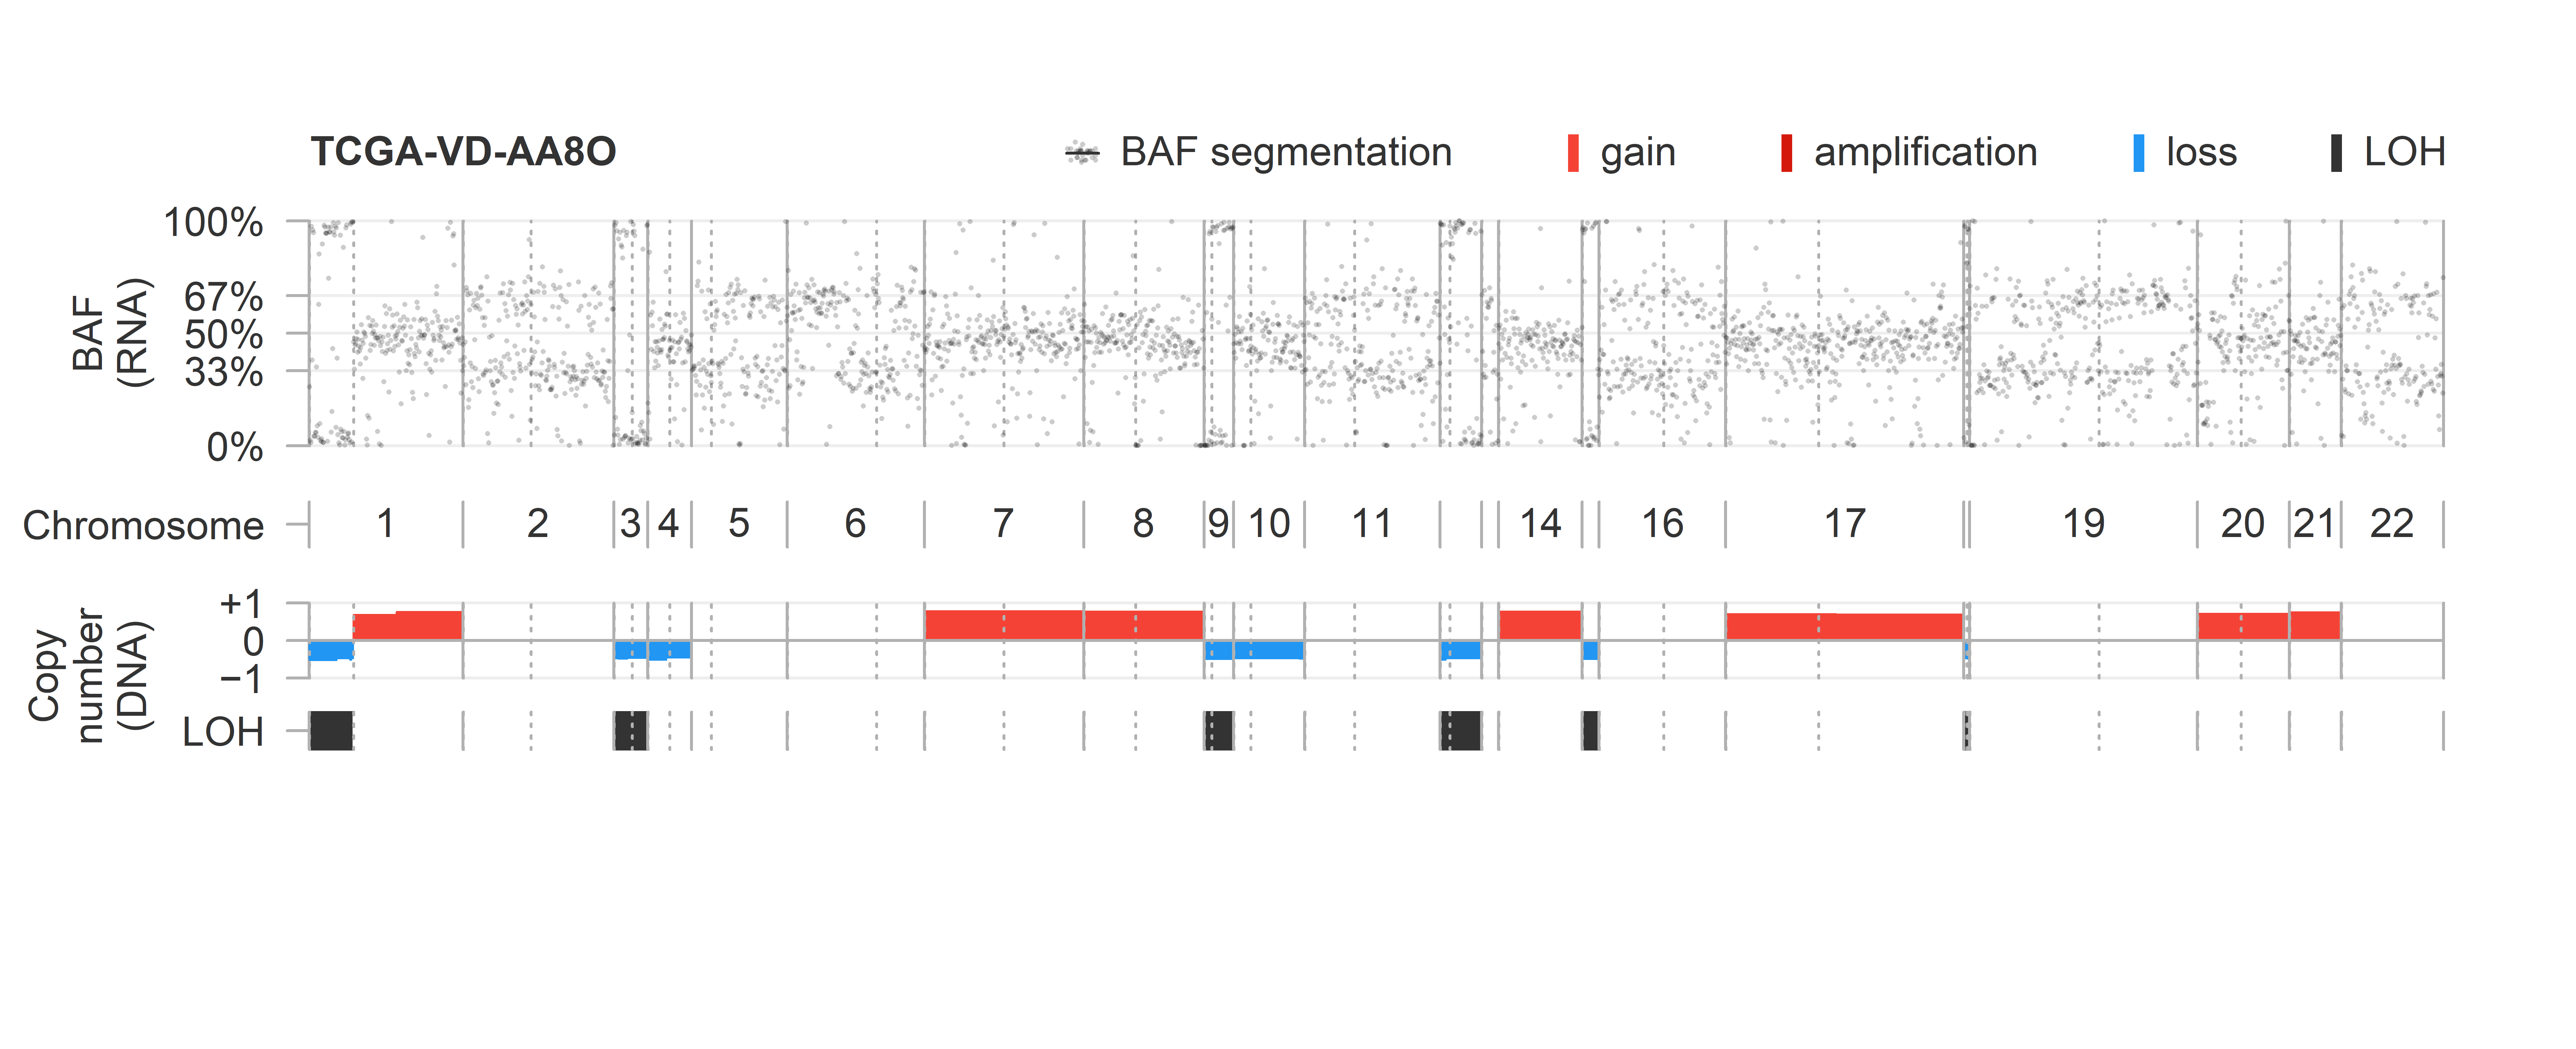 TCGA-VD-AA8O
BAF segmentation gain amplification loss LOH
100%
67%
50%
33%
0%
BAF
(RNA)
Chromosome 1 2 3 4 5 6 7 8 9 10 11 14 16 17 19 20 21 22
+1
0
−1
LOH
Copy
number
(DNA)